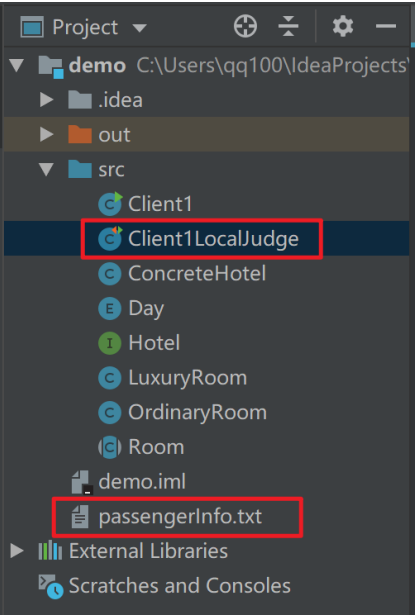 Project
demo C:\Users\qq100\IdeaProjects\
.idea
out
src
C Client1
C Client1LocalJudge
C ConcreteHotel
E Day
I Hotel
C LuxuryRoom
C OrdinaryRoom
C Room
demo.iml
passengerInfo.txt
External Libraries
Scratches and Consoles